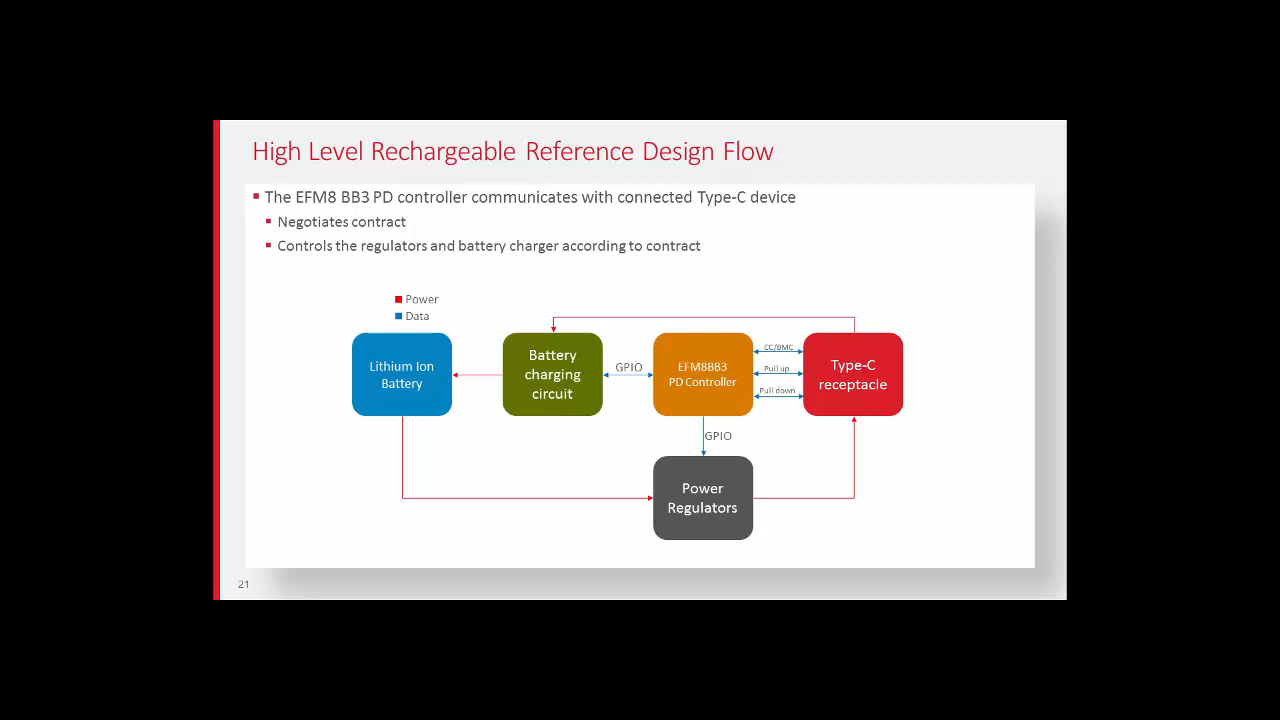 High Level Rechargeable Reference Design Flow
The EFM8 BB3 PD controller communicates with connected Type-C device
Negotiates contract
Controls the regulators and battery charger according to contract
Power
Data
Lithium Ion
Battery
Battery
charging
circuit
GPIO
EFM8BB3
PD Controller
CC/BMC
Pull up
Pull down
Type-C
receptacle
GPIO
Power
Regulators
21